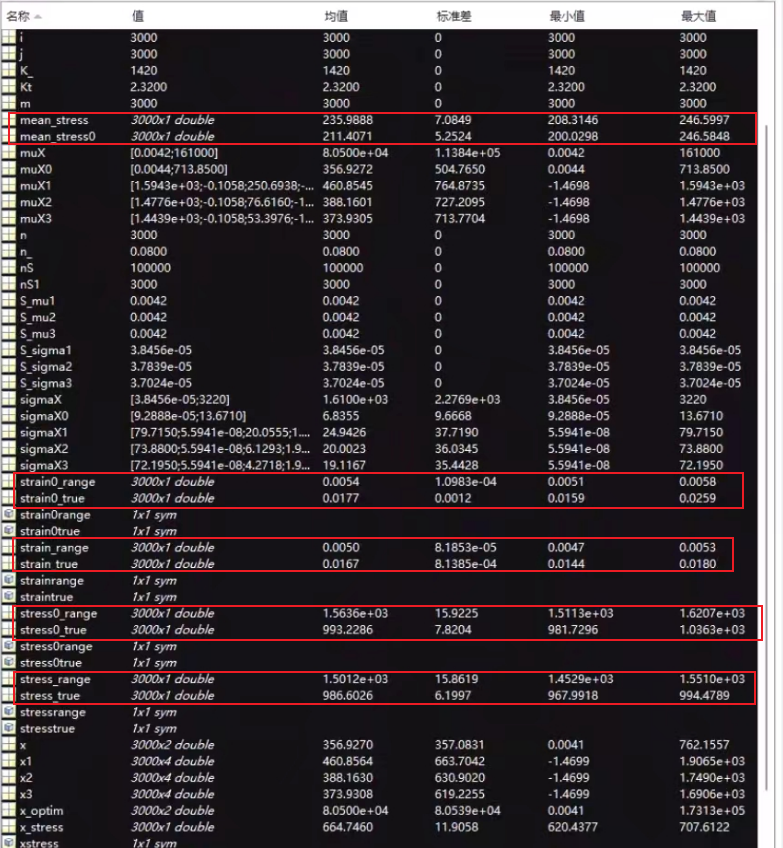 名称 值 均值 标准差 最小值 最大值
i 3000 3000 0 3000 3000
j 3000 3000 0 3000 3000
K_ 1420 1420 0 1420 1420
Kt 2.3200 2.3200 0 2.3200 2.3200
m 3000 3000 0 3000 3000
mean_stress 3000x1 double 235.9888 7.0849 208.3146 246.5997
mean_stress0 3000x1 double 211.4071 5.2524 200.0298 246.5848
muX [0.0042;161000] 8.0500e+04 1.1384e+05 0.0042 161000
muX0 [0.0044;713.8500] 356.9272 504.7650 0.0044 713.8500
muX1 [1.5943e+03;-0.1058;250.6938;-... 460.8545 764.8735 -1.4698 1.5943e+03
muX2 [1.4776e+03;-0.1058;76.6160;-1... 388.1601 727.2095 -1.4698 1.4776e+03
muX3 [1.4439e+03;-0.1058;53.3976;-1... 373.9305 713.7704 -1.4698 1.4439e+03
n 3000 3000 0 3000 3000
n_ 0.0800 0.0800 0 0.0800 0.0800
nS 100000 100000 0 100000 100000
nS1 3000 3000 0 3000 3000
S_mu1 0.0042 0.0042 0 0.0042 0.0042
S_mu2 0.0042 0.0042 0 0.0042 0.0042
S_mu3 0.0042 0.0042 0 0.0042 0.0042
S_sigma1 3.8456e-05 3.8456e-05 0 3.8456e-05 3.8456e-05
S_sigma2 3.7839e-05 3.7839e-05 0 3.7839e-05 3.7839e-05
S_sigma3 3.7024e-05 3.7024e-05 0 3.7024e-05 3.7024e-05
sigmaX [3.8456e-05;3220] 1.6100e+03 2.2769e+03 3.8456e-05 3220
sigmaX0 [9.2888e-05;13.6710] 6.8355 9.6668 9.2888e-05 13.6710
sigmaX1 [79.7150;5.5941e-08;20.0555;1.... 24.9426 37.7190 5.5941e-08 79.7150
sigmaX2 [73.8800;5.5941e-08;6.1293;1.9... 20.0023 36.0345 5.5941e-08 73.8800
sigmaX3 [72.1950;5.5941e-08;4.2718;1.9... 19.1167 35.4428 5.5941e-08 72.1950
strain0_range 3000x1 double 0.0054 1.0983e-04 0.0051 0.0058
strain0_true 3000x1 double 0.0177 0.0012 0.0159 0.0259
strain0range 1x1 sym
strain0true 1x1 sym
strain_range 3000x1 double 0.0050 8.1853e-05 0.0047 0.0053
strain_true 3000x1 double 0.0167 8.1385e-04 0.0144 0.0180
strainrange 1x1 sym
straintrue 1x1 sym
stress0_range 3000x1 double 1.5636e+03 15.9225 1.5113e+03 1.6207e+03
stress0_true 3000x1 double 993.2286 7.8204 981.7296 1.0363e+03
stress0range 1x1 sym
stress0true 1x1 sym
stress_range 3000x1 double 1.5012e+03 15.8619 1.4529e+03 1.5510e+03
stress_true 3000x1 double 986.6026 6.1997 967.9918 994.4789
stressrange 1x1 sym
stresstrue 1x1 sym
x 3000x2 double 356.9270 357.0831 0.0041 762.1557
x1 3000x4 double 460.8564 663.7042 -1.4699 1.9065e+03
x2 3000x4 double 388.1630 630.9020 -1.4699 1.7490e+03
x3 3000x4 double 373.9308 619.2255 -1.4699 1.6906e+03
x_optim 3000x2 double 8.0500e+04 8.0539e+04 0.0041 1.7313e+05
x_stress 3000x1 double 664.7460 11.9058 620.4377 707.6122
xstress 1x1 sym